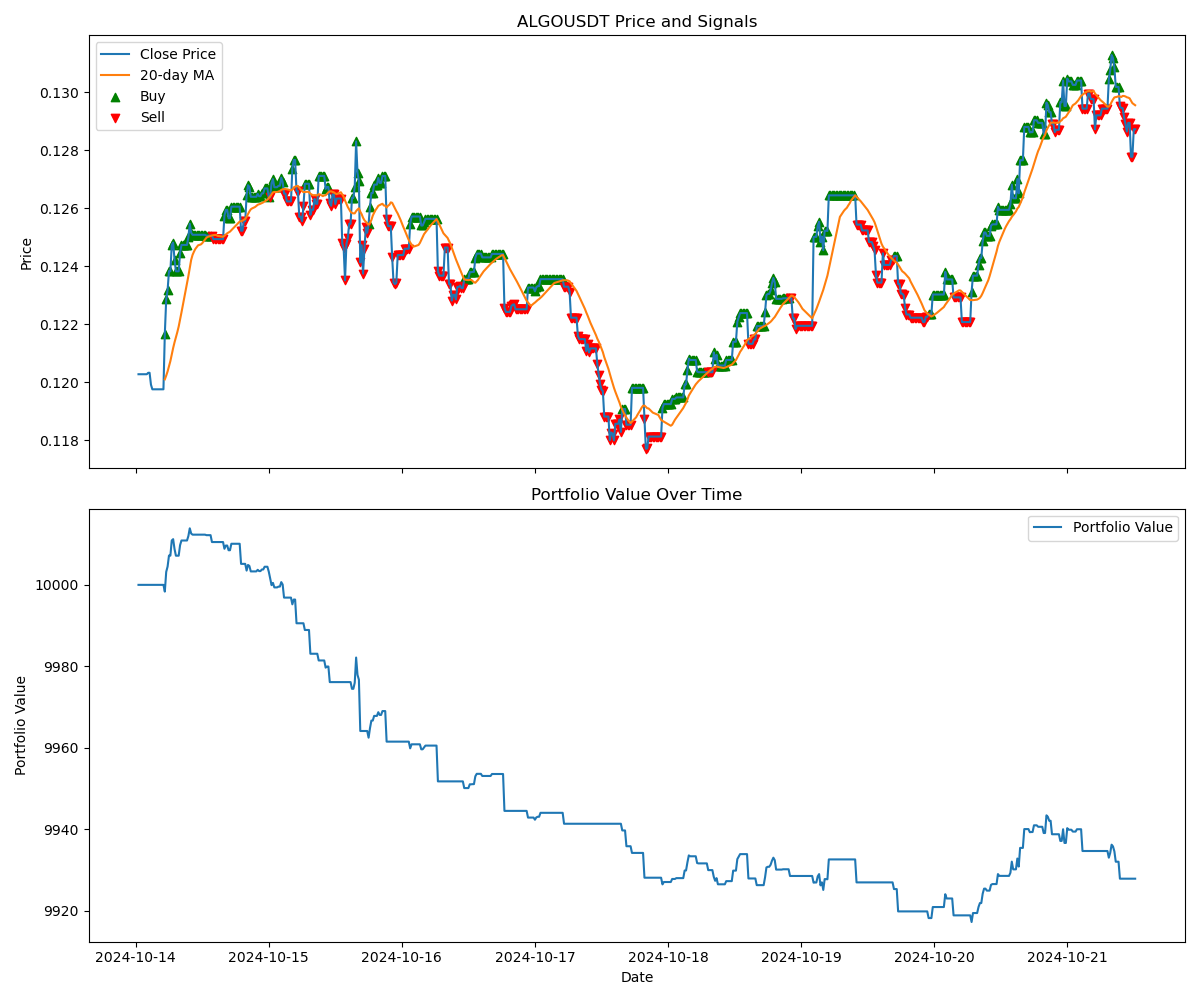 ALGOUSDT Price and Signals
Close Price
20-day MA
Buy
Sell
0.130
0.128
0.126
0.124
0.122
0.120
0.118
Price
Portfolio Value Over Time
Portfolio Value
10000
9980
9960
9940
9920
Portfolio Value
2024-10-14
2024-10-15
2024-10-16
2024-10-17
2024-10-18
2024-10-19
2024-10-20
2024-10-21
Date